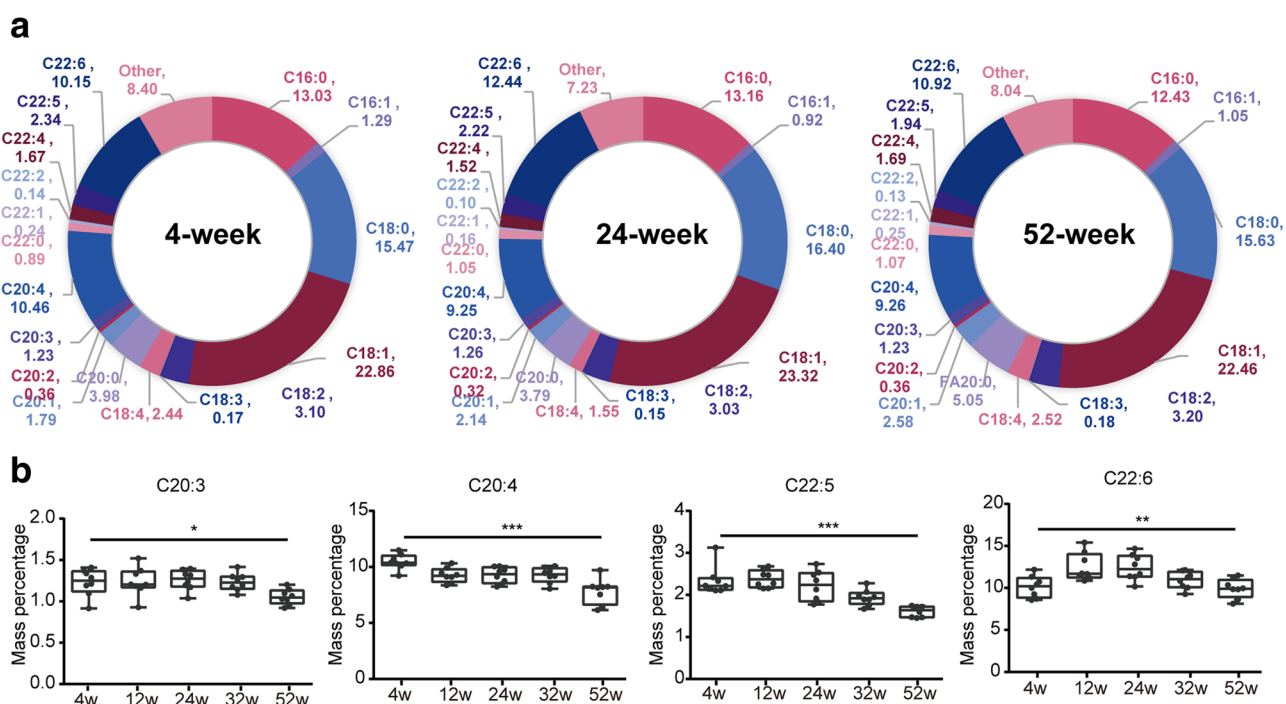 a
C22:6 ,
10.15
Other,
8.40
C16:0 ,
13.03
C16:1 ,
1.29
C18:0,
15.47
C18:1,
22.86
C18:2 ,
3.10
C18:3 ,
0.17
C18:4, 2.44
C20:0,
3.98
C20:1,
1.79
C20:2,
0.36
C20:3 ,
1.23
C20:4 ,
10.46
C22:0,
0.89
C22:1 ,
0.24
C22:2 ,
0.14
C22:4 ,
1.67
C22:5 ,
2.34
4-week
C22:6 ,
12.44
Other,
7.23
C16:0,
13.16
C16:1,
0.92
C18:0,
16.40
C18:1,
23.32
C18:2,
3.03
C18:3 ,
0.15
C18:4, 1.55
C20:0,
3.79
C20:1,
2.14
C20:2,
0.32
C20:3,
1.26
C20:4,
9.25
C22:0,
1.05
C22:1 ,
0.16
C22:2 ,
0.10
C22:4 ,
1.52
C22:5 ,
2.22
24-week
C22:6,
10.92
Other,
8.04
C16:0,
12.43
C16:1,
1.05
C18:0,
15.63
C18:1,
22.46
C18:2,
3.20
C18:3,
0.18
C18:4, 2.52
FA20:0,
5.05
C20:1,
2.58
C20:2,
0.36
C20:3,
1.23
C20:4,
9.26
C22:0,
1.07
C22:1,
0.25
C22:2,
0.13
C22:4,
1.69
C22:5,
1.94
52-week
b
C20:3
Mass percentage
2.0
1.5
1.0
0.5
0.0
*
4w 12w 24w 32w 52w
C20:4
Mass percentage
15
10
5
0
***
4w 12w 24w 32w 52w
C22:5
Mass percentage
4
3
2
1
0
***
4w 12w 24w 32w 52w
C22:6
Mass percentage
20
15
10
5
0
**
4w 12w 24w 32w 52w